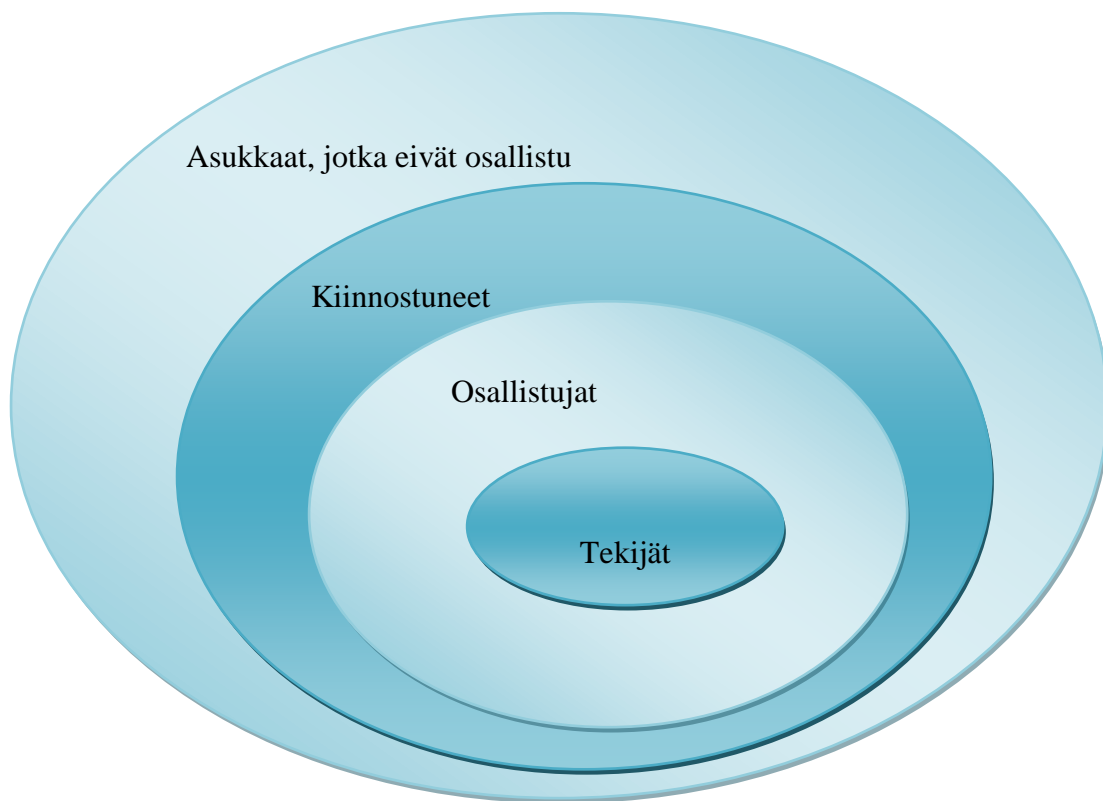 Asukkaat, jotka eivät osallistu
Kiinnostuneet
Osallistujat
Tekijät